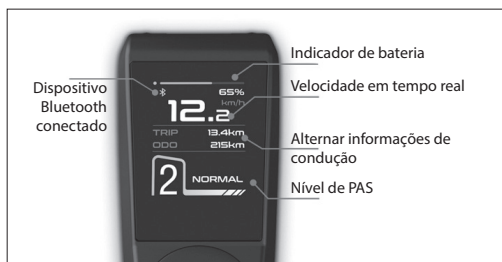 Indicador de bateria
Dispositivo
Bluetooth
conectado
65%
km/h
12.2
Velocidade em tempo real
TRIP 13.4km
ODO 215km
Alternar informações de
condução
2 NORMAL
Nível de PAS